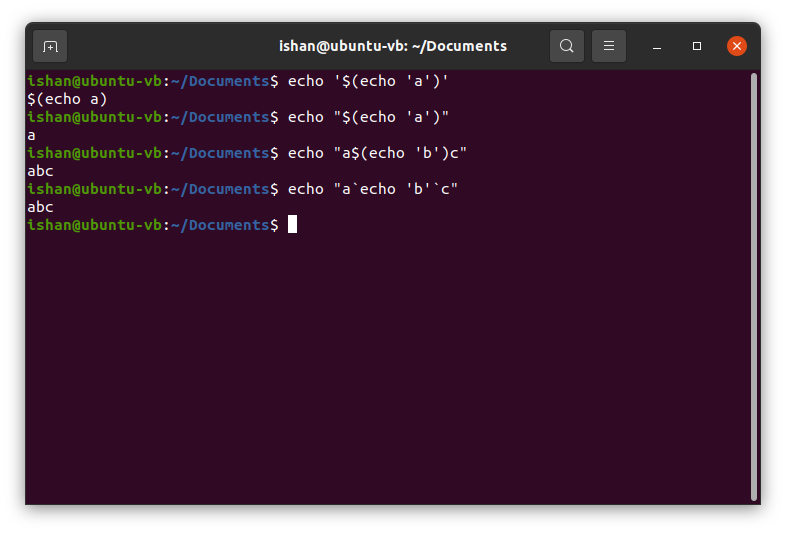 ishan@ubuntu-vb: ~/Documents
ishan@ubuntu-vb:~/Documents$ echo '$(echo 'a')'
$(echo a)
ishan@ubuntu-vb:~/Documents$ echo "$(echo 'a')"
a
ishan@ubuntu-vb:~/Documents$ echo "a$(echo 'b')c"
abc
ishan@ubuntu-vb:~/Documents$ echo "a`echo 'b'`c"
abc
ishan@ubuntu-vb:~/Documents$